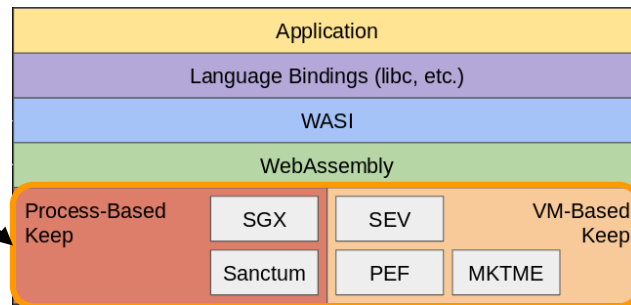 Application
Language Bindings (libc, etc.)
WASI
WebAssembly
Process-Based
Keep
SGX
Sanctum
SEV
PEF
MKTME
VM-Based
Keep